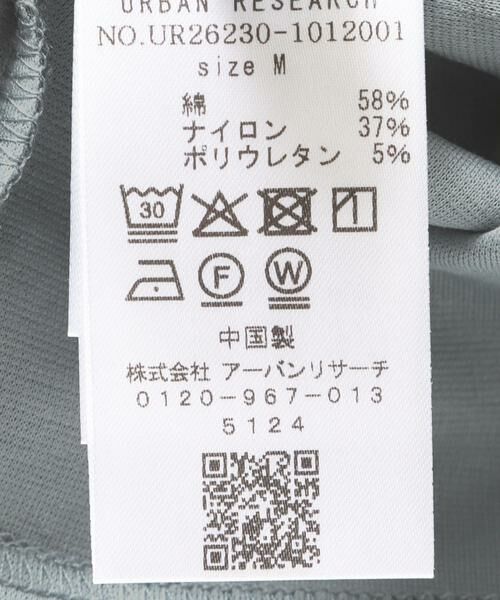 URBAN RESEARCH
NO.UR26230-1012001
size M
綿 58%
ナイロン 37%
ポリウレタン 5%
30
F W
中国製
株式会社 アーバンリサーチ
0120-967-013
5124